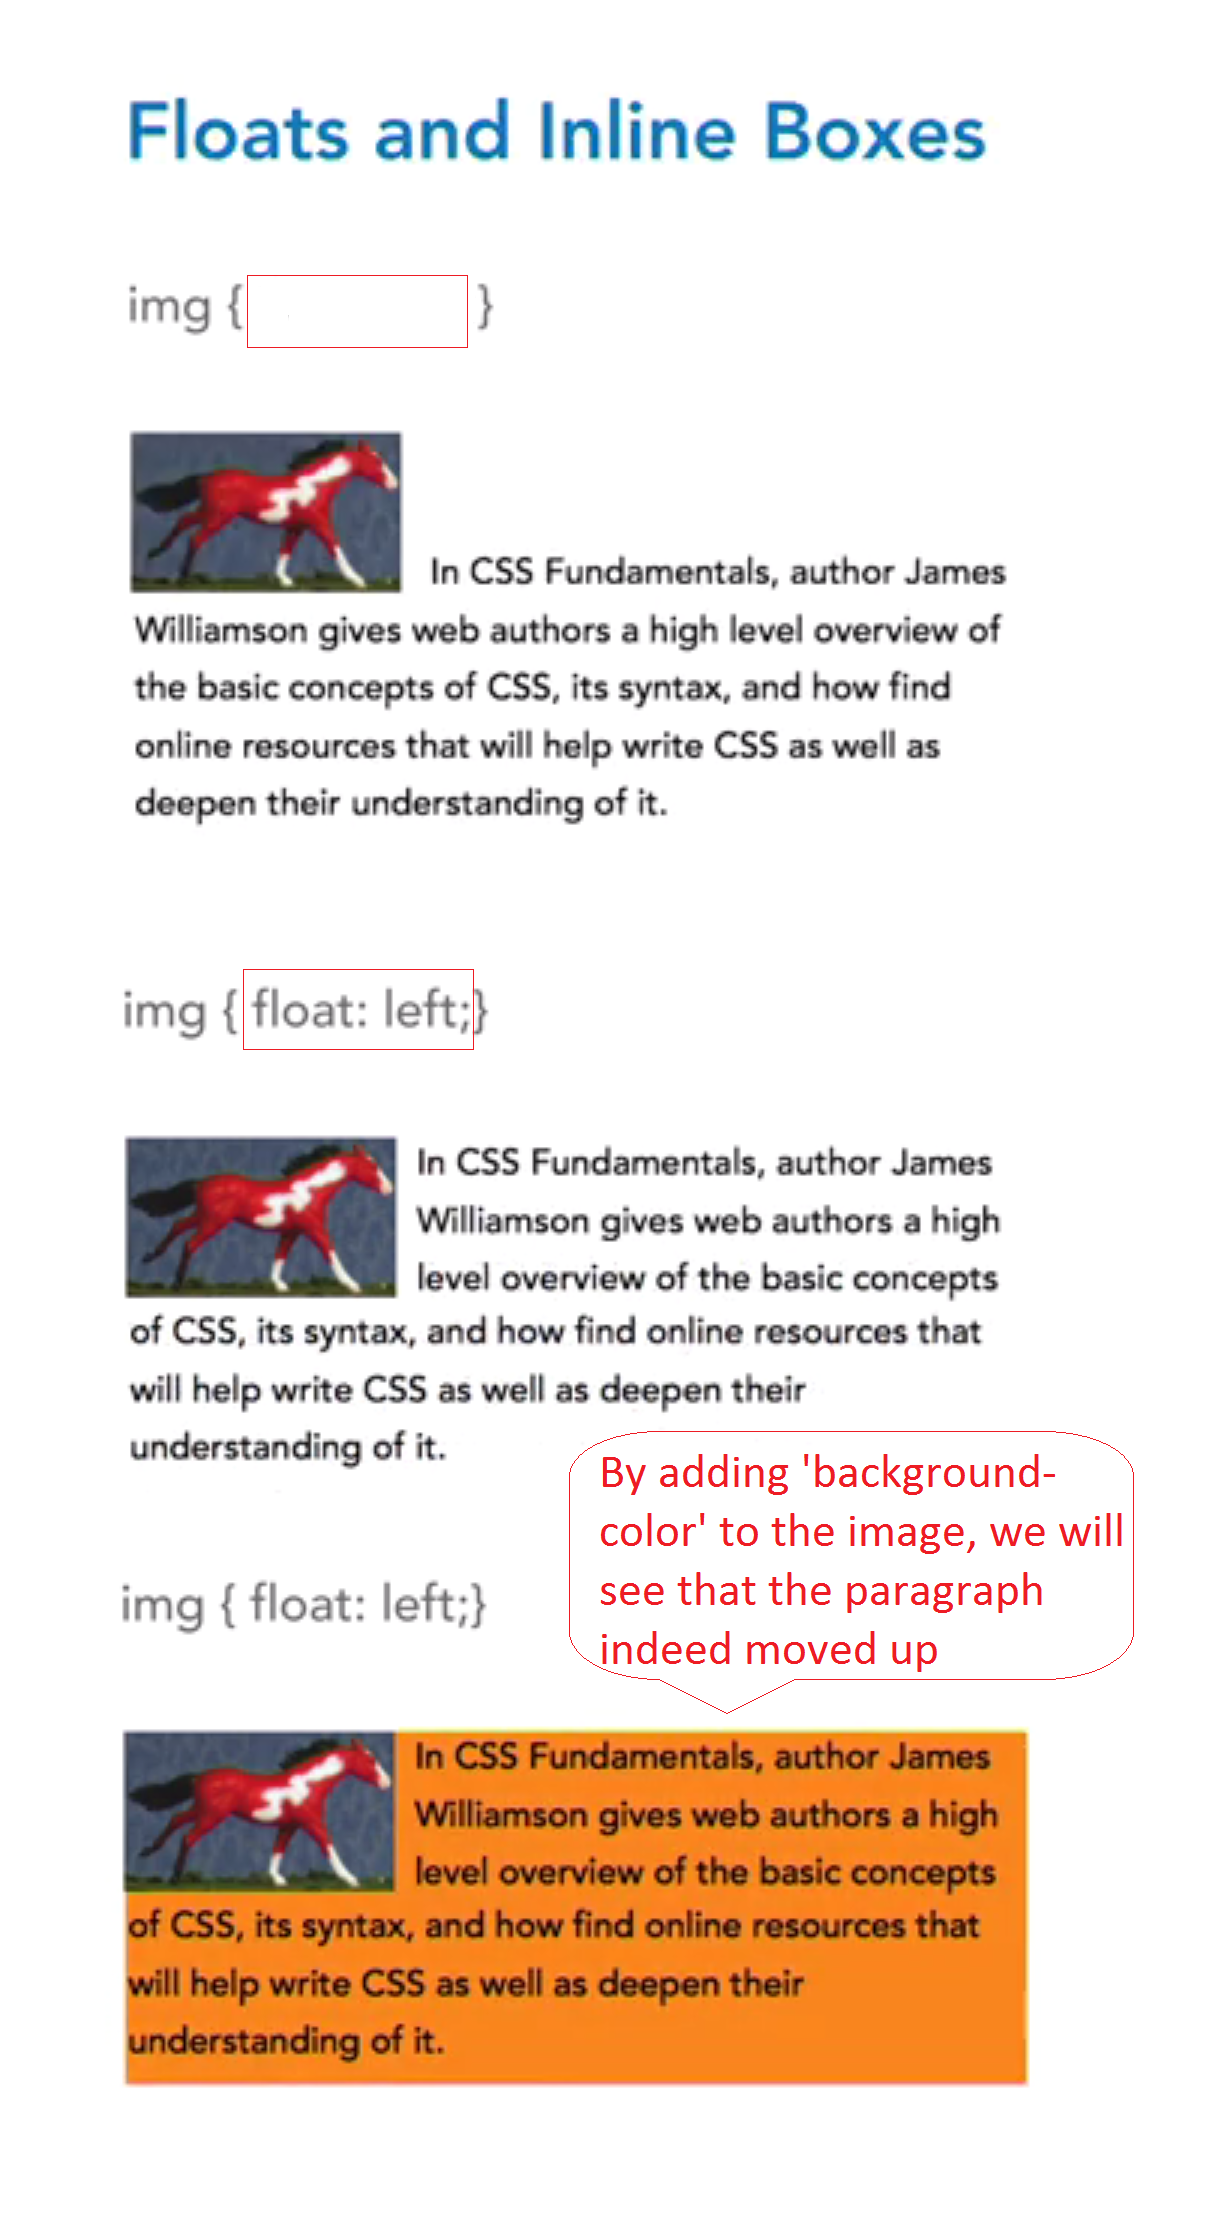 Floats and Inline Boxes
img { }
In CSS Fundamentals, author James
Williamson gives web authors a high level overview of
the basic concepts of CSS, its syntax, and how find
online resources that will help write CSS as well as
deepen their understanding of it.
img { float: left;}
In CSS Fundamentals, author James
Williamson gives web authors a high
level overview of the basic concepts
of CSS, its syntax, and how find online resources that
will help write CSS as well as deepen their
understanding of it.
By adding 'background-
color' to the image, we will
see that the paragraph
indeed moved up
img { float: left;}
In CSS Fundamentals, author James
Williamson gives web authors a high
level overview of the basic concepts
of CSS, its syntax, and how find online resources that
will help write CSS as well as deepen their
understanding of it.